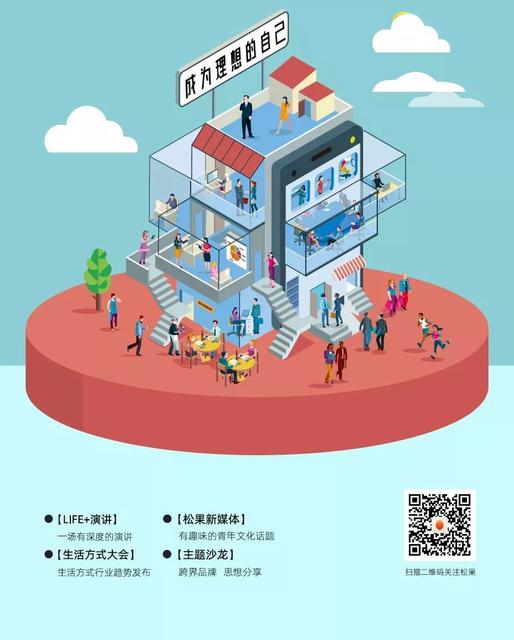 成为理想的自己
【LIFE+演讲】
一场有深度的演讲
【松果新媒体】
有趣味的青年文化话题
【生活方式大会】
生活方式行业趋势发布
【主题沙龙】
跨界品牌 思想分享
扫描二维码关注松果